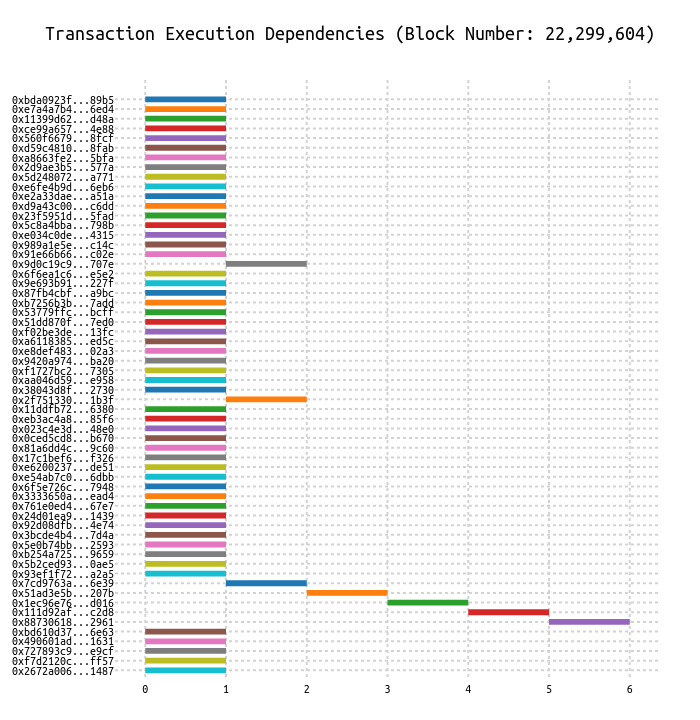 Transaction Execution Dependencies (Block Number: 22,299,604)
0xbda0923f...89b5
0xe7a4a7b4...6ed4
0x11399d62...d48a
0xce99a657...4e88
0x560f6679...8fcf
0xd59c4810...8fab
0xa8663fe2...5bfa
0x2d9ae3b5...577a
0x5d248072...a771
0xe6fe4b9d...6eb6
0xe2a33dae...a51a
0xd9a43c00...c6dd
0x23f5951d...5fad
0x5c8a4bba...798b
0xe034c0de...4315
0x989a1e5e...c14c
0x91e66b66...c02e
0x9d0c19c9...707e
0x6f6ea1c6...e5e2
0x9e693b91...227f
0x87fb4cbf...a9bc
0xb7256b3b...7add
0x53779ffc...bcff
0x51dd870f...7ed0
0xf02be3de...13fc
0xa6118385...ed5c
0xe8def483...02a3
0x9420a974...ba20
0xf1727bc2...7305
0xaa046d59...e958
0x38043d8f...2730
0x2f751330...1b3f
0x11ddfb72...6380
0xeb3ac4a8...85f6
0x023c4e3d...48e0
0x0ced5cd8...b670
0x81a6dd4c...9c60
0x17c1bef6...f326
0xe6200237...de51
0xe54ab7c0...6dbb
0x6f5e726c...7948
0x3333650a...ead4
0x761e0ed4...67e7
0x24d01ea9...1439
0x92d08dfb...4e74
0x3bcde4b4...7d4a
0x5e0b74bb...2593
0xb254a725...9659
0x5b2ced93...0ae5
0x93ef1f72...a2a5
0x7cd9763a...6e39
0x51ad3e5b...207b
0x1ec96e76...d016
0x111d92af...c2d8
0x88730618...2961
0xbd610d37...6e63
0x490601ad...1631
0x727893c9...e9cf
0xf7d2120c...ff57
0x2672a006...1487
0 1 2 3 4 5 6